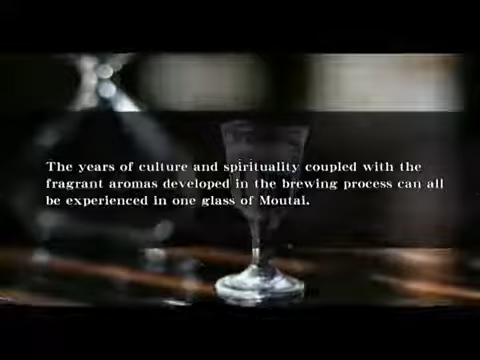 The years of culture and spirituality coupled with the
fragrant aromas developed in the brewing process can all
be experienced in one glass of Moutai.